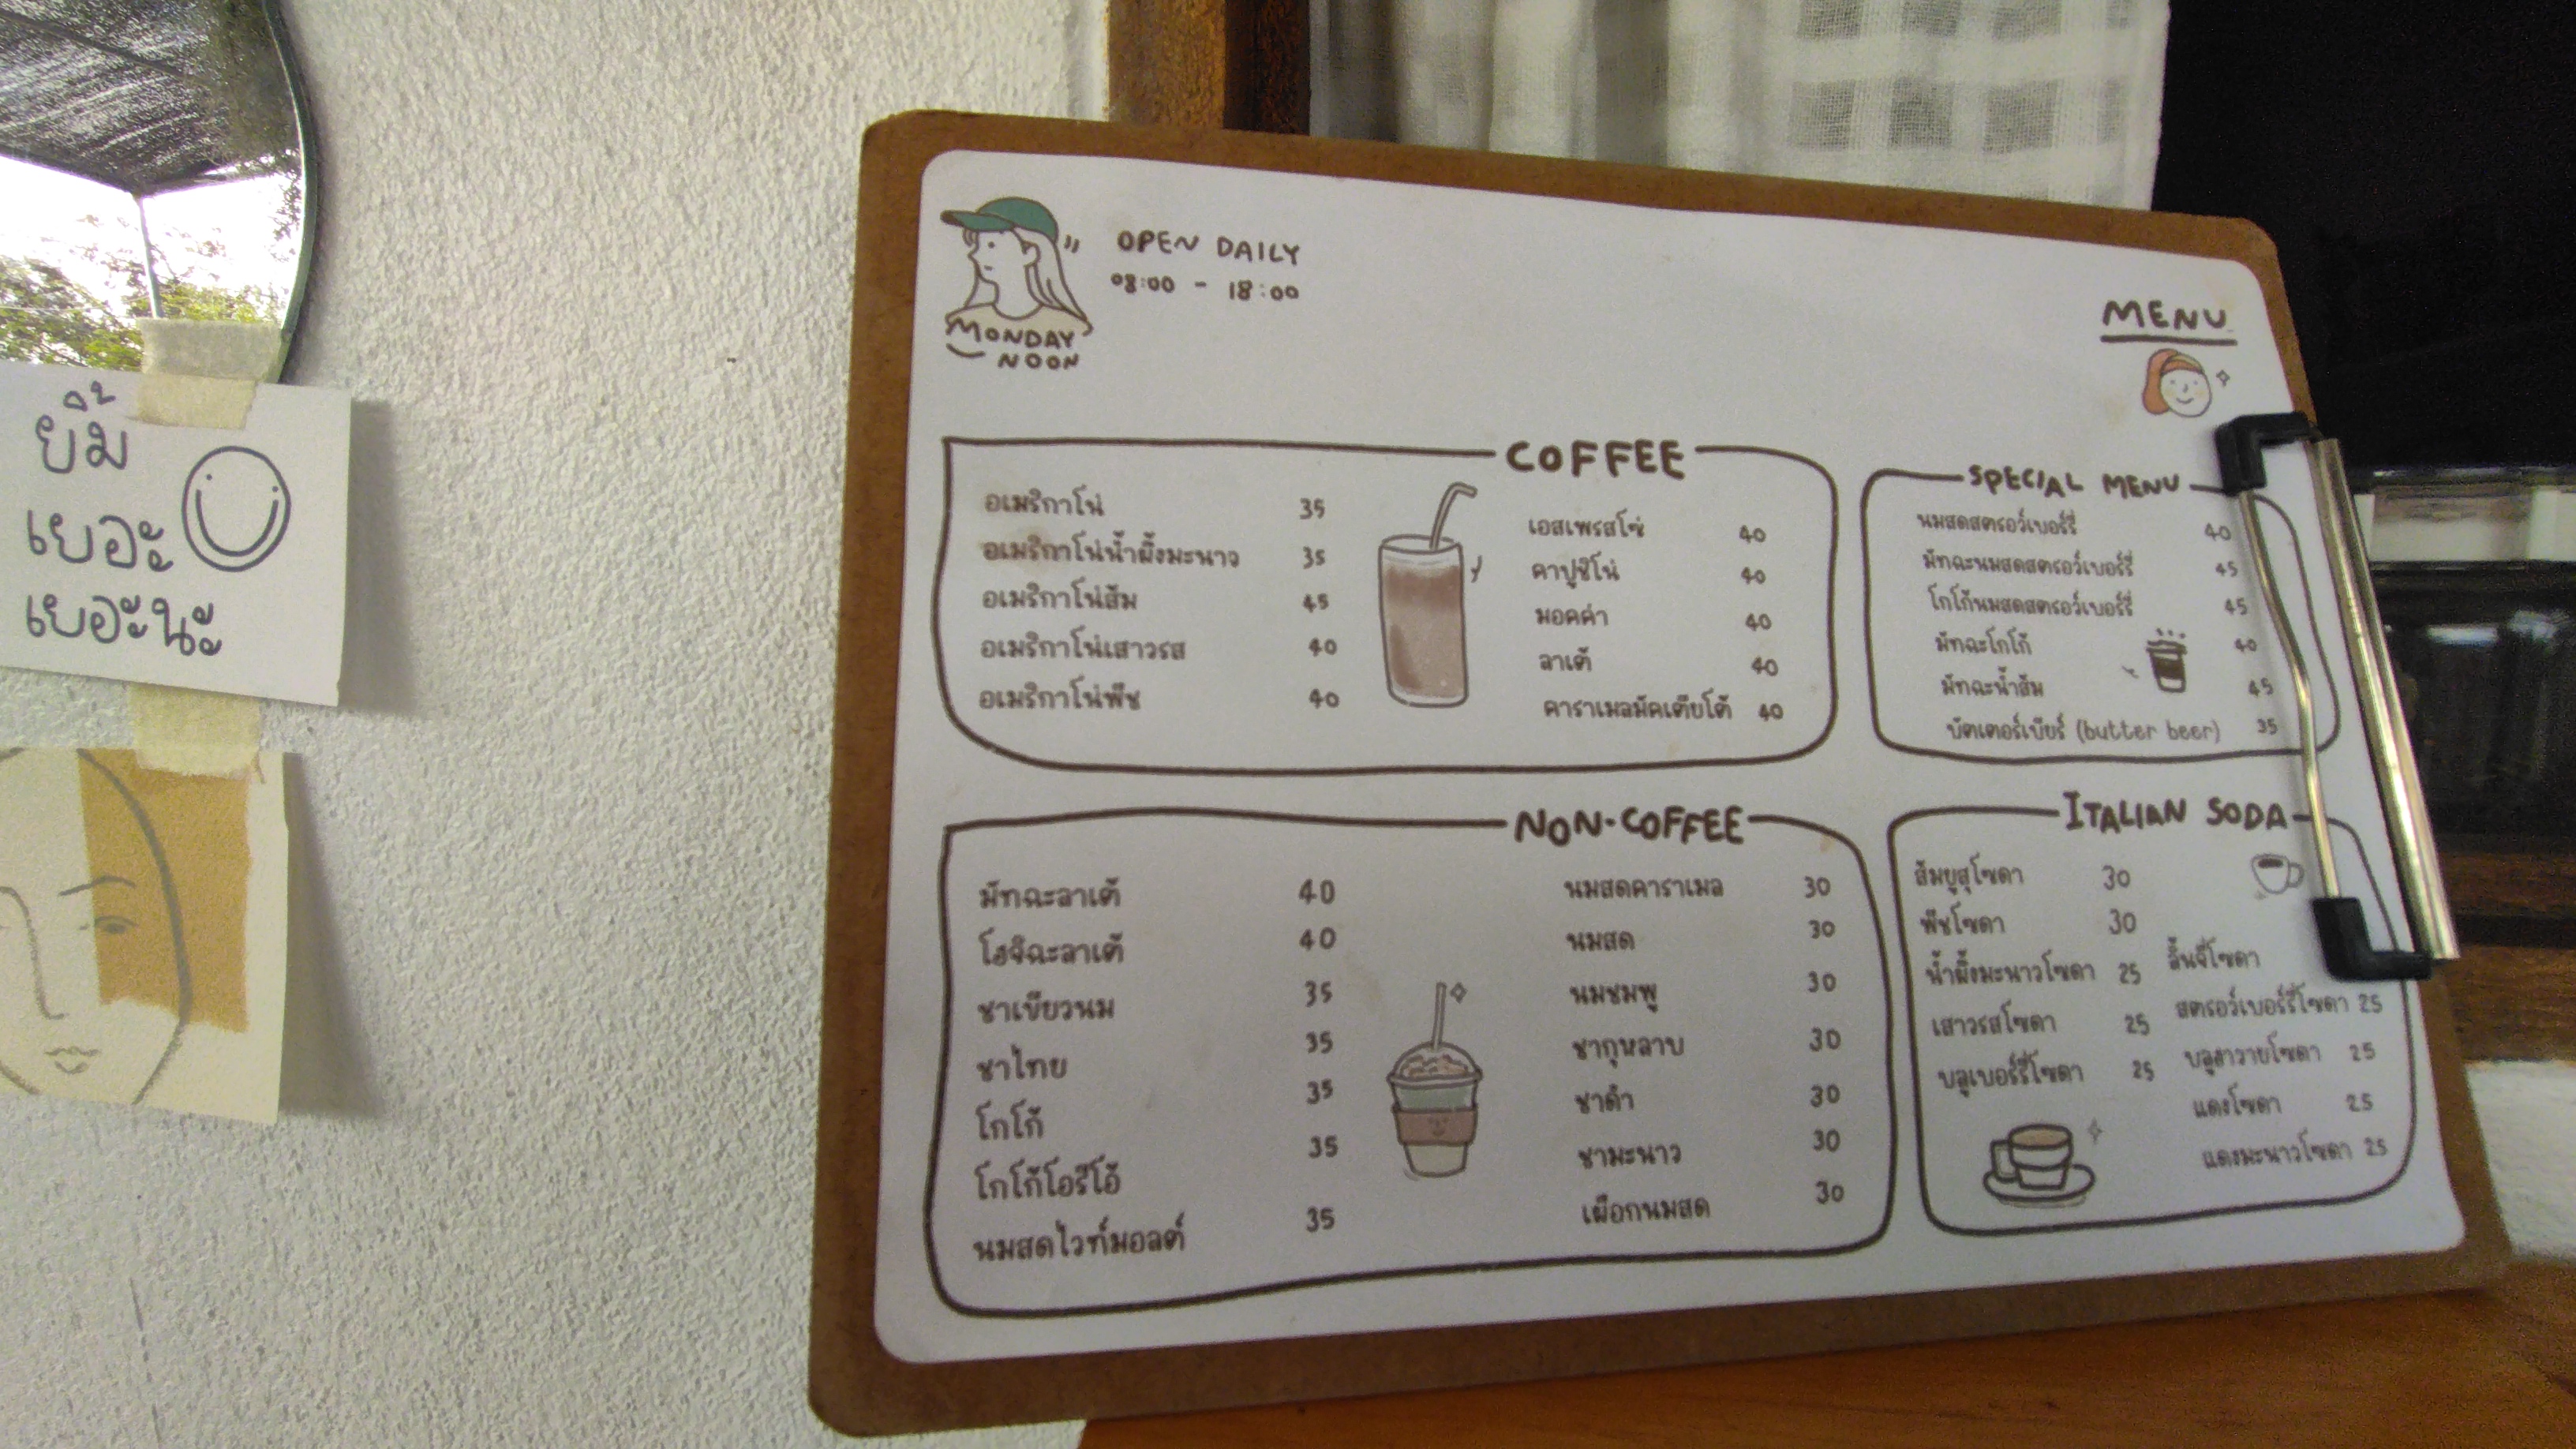 ยิ้ม
เยอะ
เยอะนะ
OPEN DAILY
08:00 - 18:00
MONDAY
NOON
MENU
COFFEE
อเมริกาโน่ 35
อเมริกาโน่น้ำผึ้งมะนาว 35
อเมริกาโน่ส้ม 45
อเมริกาโน่เสาวรส 40
อเมริกาโน่พีช 40
เอสเพรสโซ่ 40
คาปูชิโน่ 40
มอคค่า 40
ลาเต้ 40
คาราเมลมัคเคียโต้ 40
SPECIAL MENU
นมสดสตรอว์เบอร์รี่ 40
มัทฉะนมสดสตรอว์เบอร์รี่ 45
โกโก้นมสดสตรอว์เบอร์รี่ 45
มัทฉะโกโก้ 40
มัทฉะน้ำส้ม 45
บัตเตอร์เบียร์ (butter beer) 35
NON-COFFEE
มัทฉะลาเต้ 40
โฮจิฉะลาเต้ 40
ชาเขียวนม 35
ชาไทย 35
โกโก้ 35
โกโก้โอริโอ้ 35
นมสดไวท์มอลต์ 35
นมสดคาราเมล 30
นมสด 30
นมชมพู 30
ชากุหลาบ 30
ชาดำ 30
ชามะนาว 30
เผือกนมสด 30
ITALIAN SODA
ส้มยูสุโซดา 30
พีชโซดา 30
น้ำผึ้งมะนาวโซดา 25
เสาวรสโซดา 25
บลูเบอร์รี่โซดา 25
ลิ้นจี่โซดา
สตรอว์เบอร์รี่โซดา 25
บลูฮาวายโซดา 25
แดงโซดา 25
แดงมะนาวโซดา 25